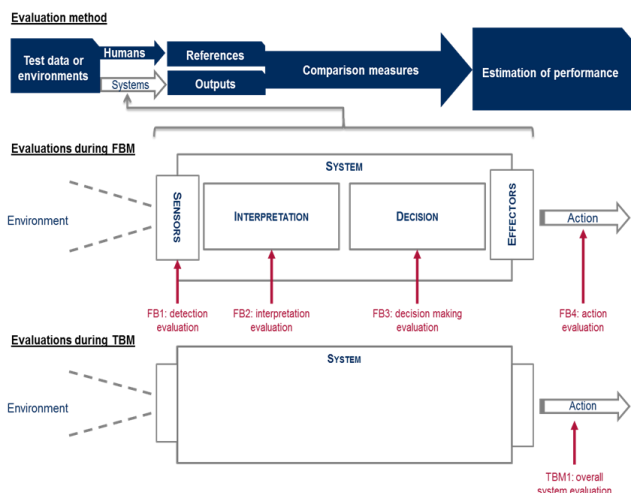 Evaluation method
Test data or
environments
Humans
Systems
References
Outputs
Comparison measures
Estimation of performance
Evaluations during FBM
SYSTEM
Environment
SENSORS
INTERPRETATION
DECISION
EFFECTORS
Action
FB1: detection
evaluation
FB2: interpretation
evaluation
FB3: decision making
evaluation
FB4: action
evaluation
Evaluations during TBM
SYSTEM
Environment
Action
TBM1: overall
system evaluation